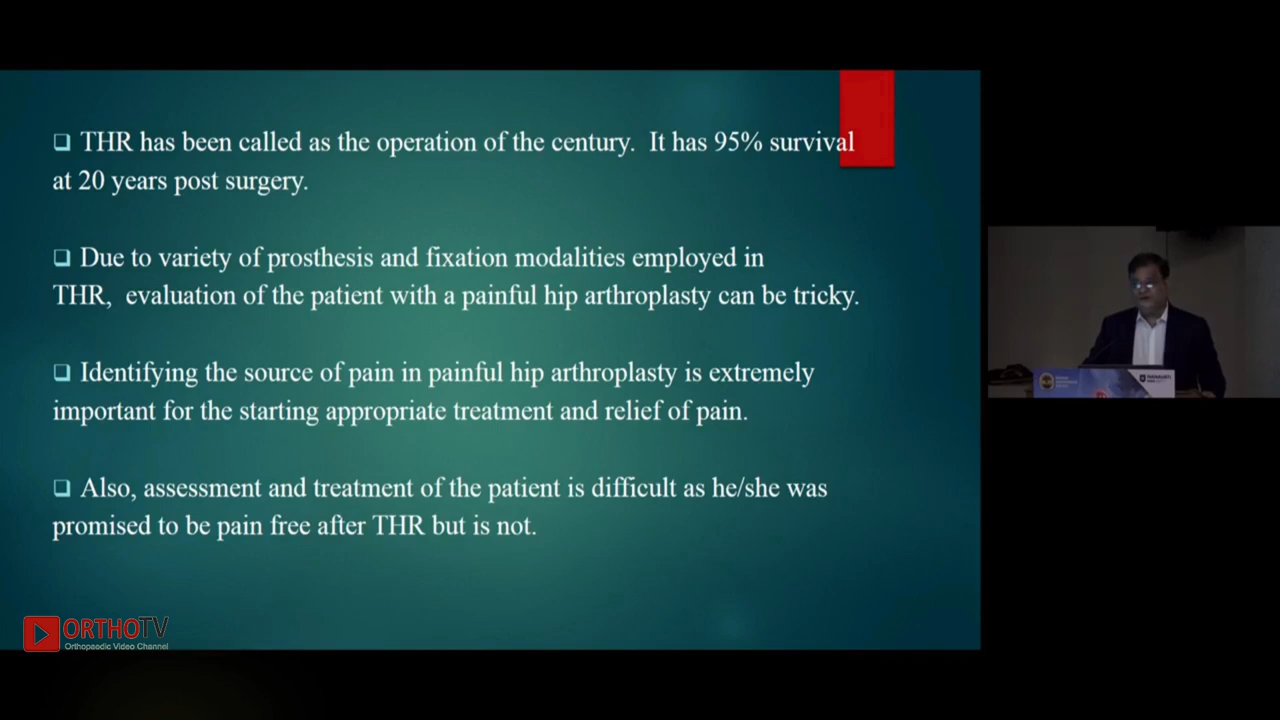 ❑ THR has been called as the operation of the century.  It has 95% survival
at 20 years post surgery.
❑ Due to variety of prosthesis and fixation modalities employed in
THR,  evaluation of the patient with a painful hip arthroplasty can be tricky.
❑ Identifying the source of pain in painful hip arthroplasty is extremely
important for the starting appropriate treatment and relief of pain.
❑ Also, assessment and treatment of the patient is difficult as he/she was
promised to be pain free after THR but is not.
ORTHOTV
Orthopaedic Video Channel